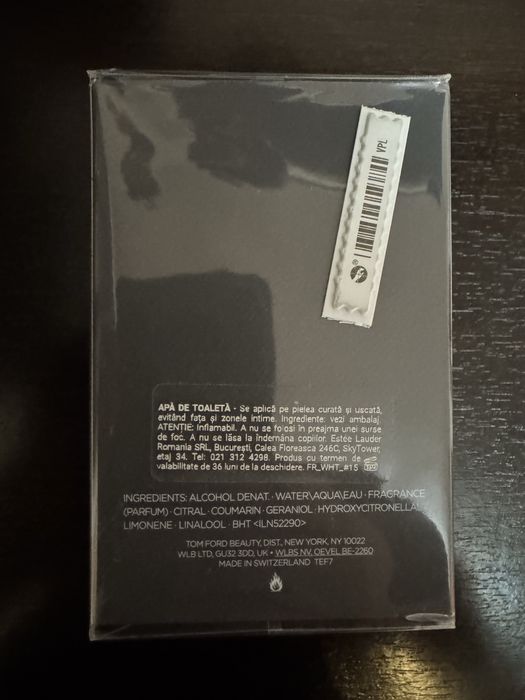 VPL
APĂ DE TOALETĂ - Se aplică pe pielea curată și uscată,
evitând fața și zonele intime. Ingrediente: vezi ambalaj.
ATENȚIE: Inflamabil. A nu se folosi în preajma unei surse
de foc. A nu se lăsa la îndemâna copiilor. Estée Lauder
Romania SRL, București, Calea Floreasca 246C, SkyTower,
etaj 34. Tel: 021 312 4298. Produs cu termen de
valabilitate de 36 luni de la deschidere. FR_WHT_#15
INGREDIENTS: ALCOHOL DENAT. · WATER\AQUA\EAU · FRAGRANCE
(PARFUM) · CITRAL · COUMARIN · GERANIOL · HYDROXYCITRONELLAL ·
LIMONENE · LINALOOL · BHT <ILN52290>
TOM FORD BEAUTY, DIST., NEW YORK, NY 10022
WLB LTD, GU32 3DD, UK • WLBS NV, OEVEL BE-2260
MADE IN SWITZERLAND TEF7